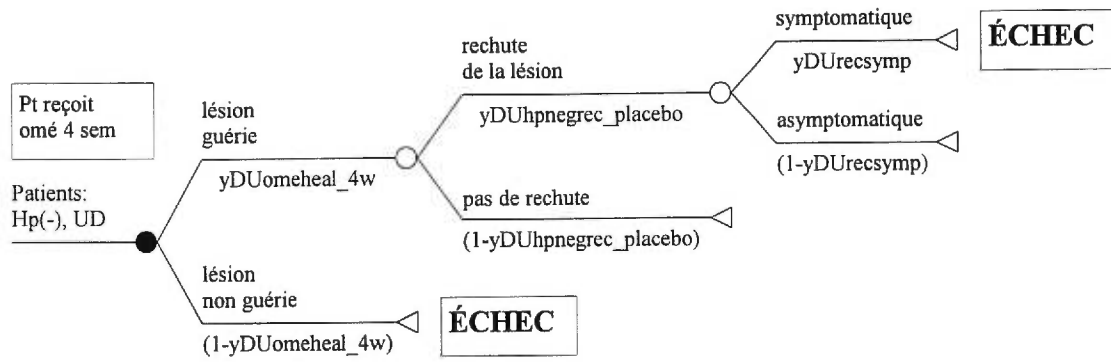 symptomatique
ÉCHEC
yDUrecsymp
rechute
de la lésion
yDUhpnegrec_placebo
asymptomatique
(1-yDUrecsymp)
Pt reçoit
omé 4 sem
lésion
guérie
yDUomeheal_4w
Patients:
Hp(-), UD
pas de rechute
(1-yDUhpnegrec_placebo)
lésion
non guérie
ÉCHEC
(1-yDUomeheal_4w)